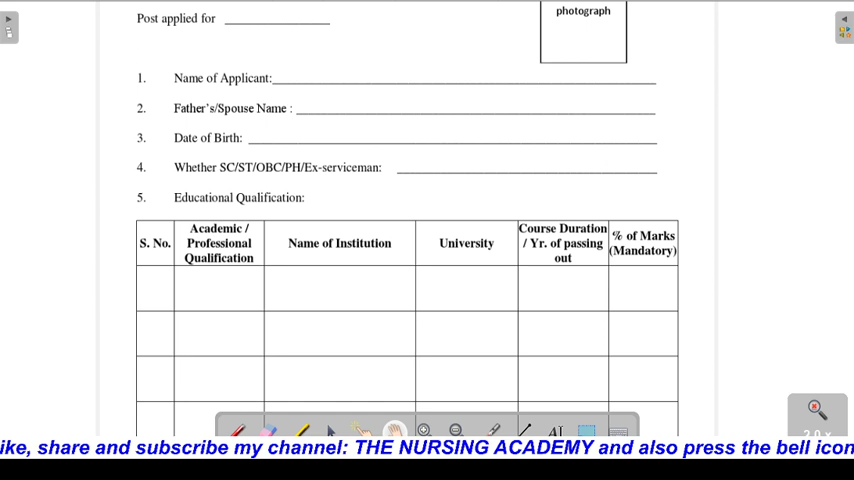 photograph
Post applied for
1. Name of Applicant:
2. Father's/Spouse Name :
3. Date of Birth:
4. Whether SC/ST/OBC/PH/Ex-serviceman:
5. Educational Qualification:
S. No. Academic / Professional Qualification Name of Institution University Course Duration / Yr. of passing out % of Marks (Mandatory)
2.0 x
ike, share and subscribe my channel: THE NURSING ACADEMY and also press the bell icon